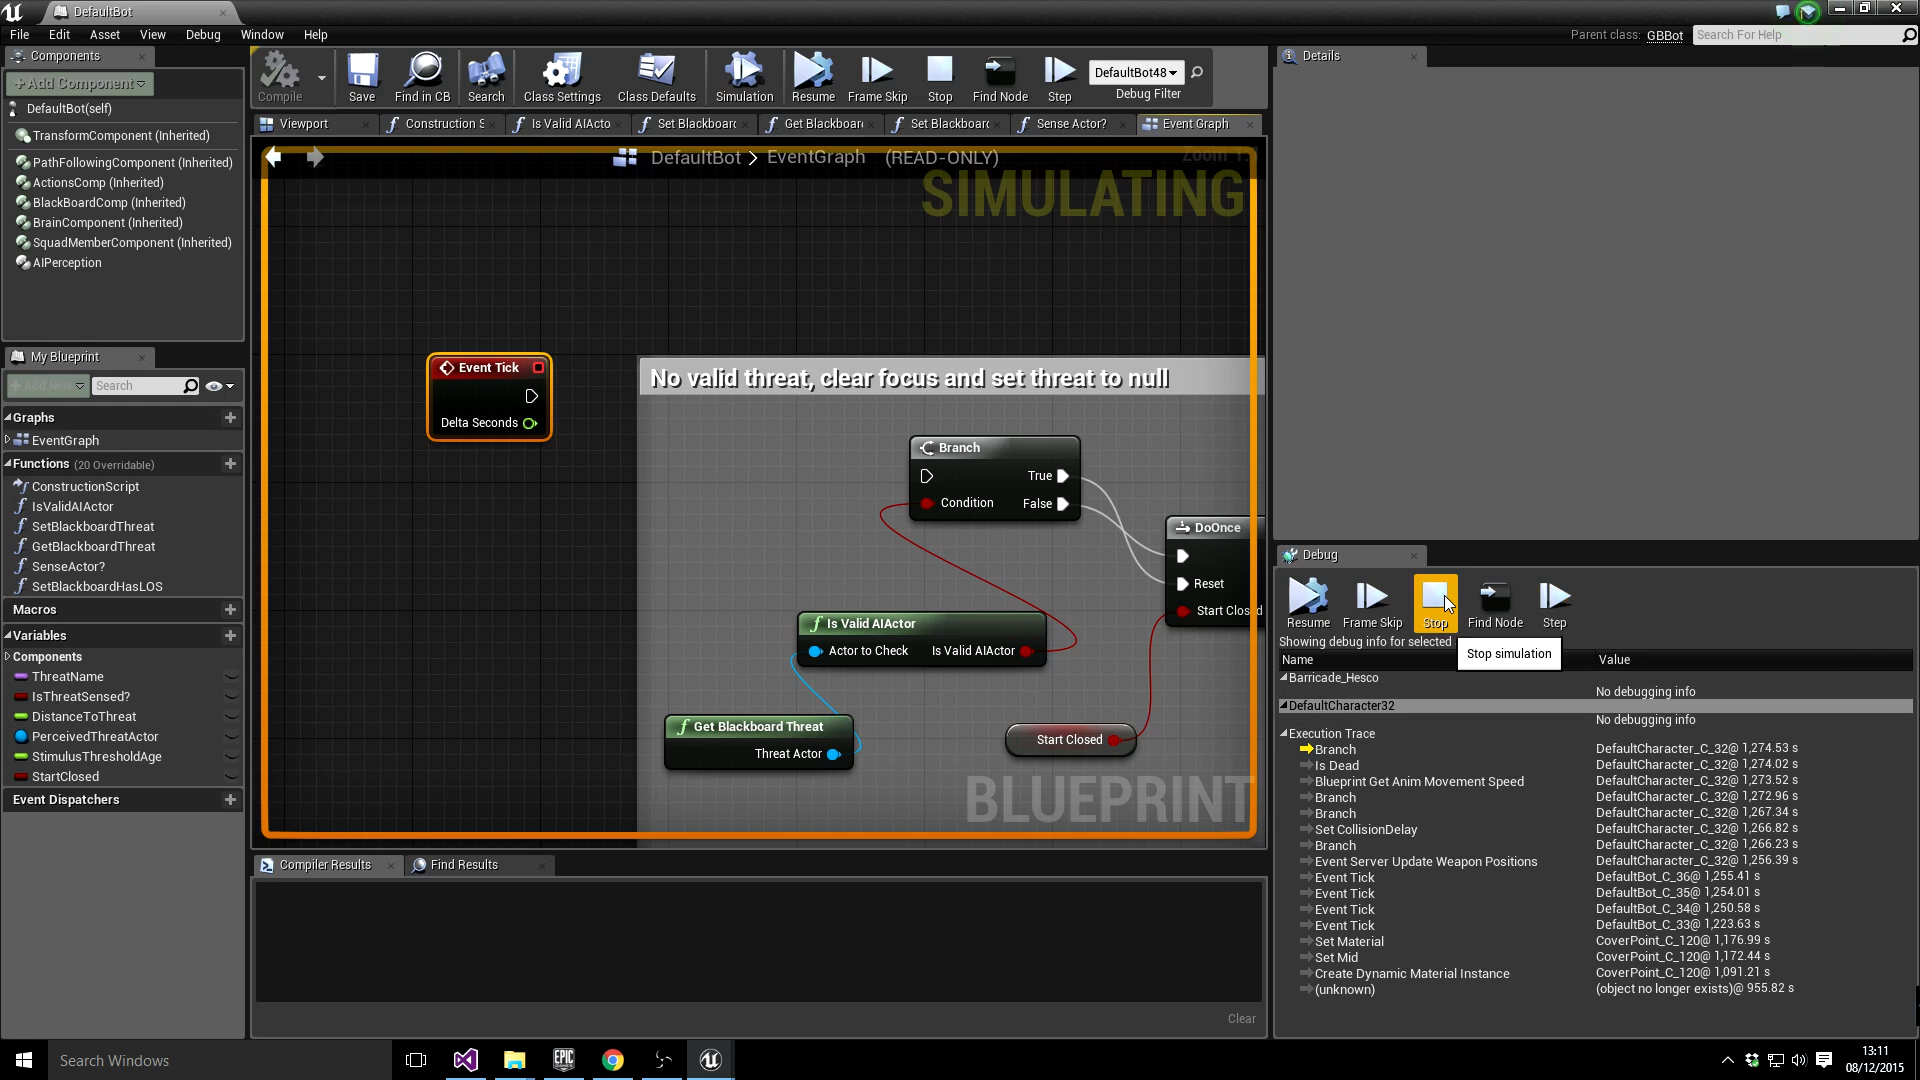 DefaultBot
File Edit Asset View Debug Window Help
Parent class: GBBot
Search For Help
Components
+Add Component
DefaultBot(self)
TransformComponent (Inherited)
PathFollowingComponent (Inherited)
ActionsComp (Inherited)
BlackBoardComp (Inherited)
BrainComponent (Inherited)
SquadMemberComponent (Inherited)
AIPerception
My Blueprint
+Add New
Search
Graphs
EventGraph
Functions (20 Overridable)
ConstructionScript
IsValidAIActor
SetBlackboardThreat
GetBlackboardThreat
SenseActor?
SetBlackboardHasLOS
Macros
Variables
Components
ThreatName
IsThreatSensed?
DistanceToThreat
PerceivedThreatActor
StimulusThresholdAge
StartClosed
Event Dispatchers
Compile Save Find in CB Search Class Settings Class Defaults Simulation Resume Frame Skip Stop Find Node Step
DefaultBot48
Debug Filter
Viewport Construction S Is Valid AIActo Set Blackboard Get Blackboard Set Blackboard Sense Actor? Event Graph
DefaultBot > EventGraph (READ-ONLY)
Zoom 1:1
SIMULATING
Event Tick
Delta Seconds
No valid threat, clear focus and set threat to null
Branch
True
Condition False
DoOnce
Reset
Start Closed
Is Valid AIActor
Actor to Check Is Valid AIActor
Get Blackboard Threat
Threat Actor
Start Closed
BLUEPRINT
Compiler Results
Find Results
Clear
Details
Debug
Resume Frame Skip Stop Find Node Step
Showing debug info for selected
Stop simulation
Name Value
Barricade_Hesco
No debugging info
DefaultCharacter32
No debugging info
Execution Trace
Branch DefaultCharacter_C_32@ 1,274.53 s
Is Dead DefaultCharacter_C_32@ 1,274.02 s
Blueprint Get Anim Movement Speed DefaultCharacter_C_32@ 1,273.52 s
Branch DefaultCharacter_C_32@ 1,272.96 s
Branch DefaultCharacter_C_32@ 1,267.34 s
Set CollisionDelay DefaultCharacter_C_32@ 1,266.82 s
Branch DefaultCharacter_C_32@ 1,266.23 s
Event Server Update Weapon Positions DefaultCharacter_C_32@ 1,256.39 s
Event Tick DefaultBot_C_36@ 1,255.41 s
Event Tick DefaultBot_C_35@ 1,254.01 s
Event Tick DefaultBot_C_34@ 1,250.58 s
Event Tick DefaultBot_C_33@ 1,223.63 s
Set Material CoverPoint_C_120@ 1,176.99 s
Set Mid CoverPoint_C_120@ 1,172.44 s
Create Dynamic Material Instance CoverPoint_C_120@ 1,091.21 s
(unknown) (object no longer exists)@ 955.82 s
Search Windows
EPIC GAMES
13:11
08/12/2015